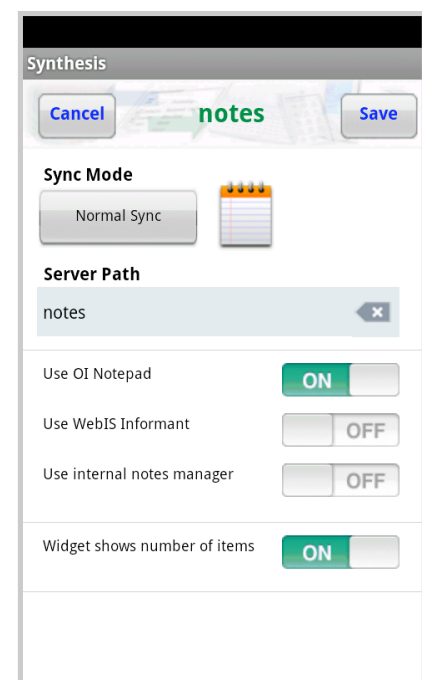 Synthesis
Cancel notes Save
Sync Mode
Normal Sync
Server Path
notes
Use OI Notepad ON
Use WebIS Informant OFF
Use internal notes manager OFF
Widget shows number of items ON